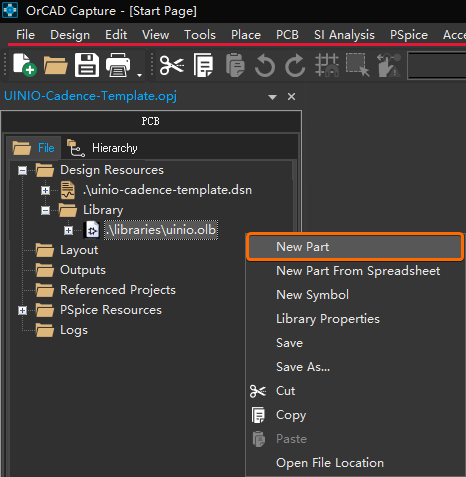 OrCAD Capture - [Start Page]
File Design Edit View Tools Place PCB SI Analysis PSpice Acce
UINIO-Cadence-Template.opj
PCB
File Hierarchy
Design Resources
.\uinio-cadence-template.dsn
Library
.\libraries\uinio.olb
Layout
Outputs
Referenced Projects
PSpice Resources
Logs
New Part
New Part From Spreadsheet
New Symbol
Library Properties
Save
Save As...
Cut
Copy
Paste
Open File Location